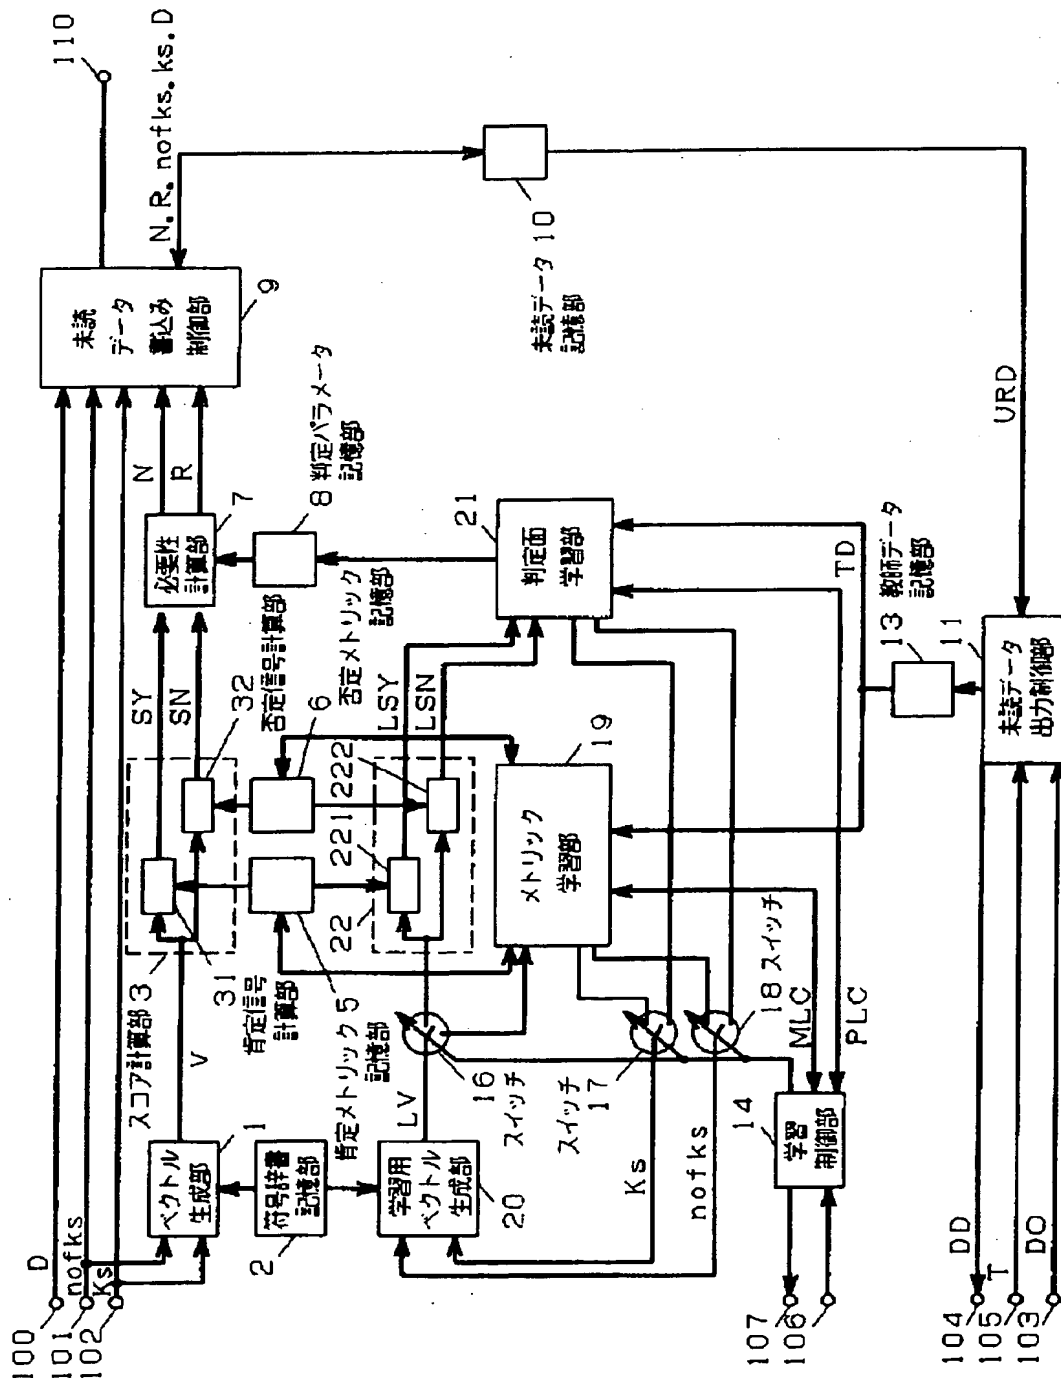 100
D
101
nofks
102
Ks
ベクトル
生成部
1
V
スコア計算部 3
31
肯定信号
計算部
SY
SN
32
否定信号計算部
必要性
計算部
7
N
R
未読
データ
書込み
制御部
9
110
N.R.nofks.ks.D
符号辞書
記憶部
2
肯定メトリック 5
記憶部
6
否定メトリック
記憶部
8 判定パラメータ
記憶部
未読データ 10
記憶部
学習用
ベクトル
生成部
20
LV
16
スイッチ
22
221
222
LSY
LSN
メトリック
学習部
19
判定面
学習部
21
Ks
nofks
スイッチ
17
18 スイッチ
MLC
PLC
TD
URD
14
学習
制御部
107
106
13 教師データ
記憶部
11
未読データ
出力制御部
104
DD
105
T
103
DO